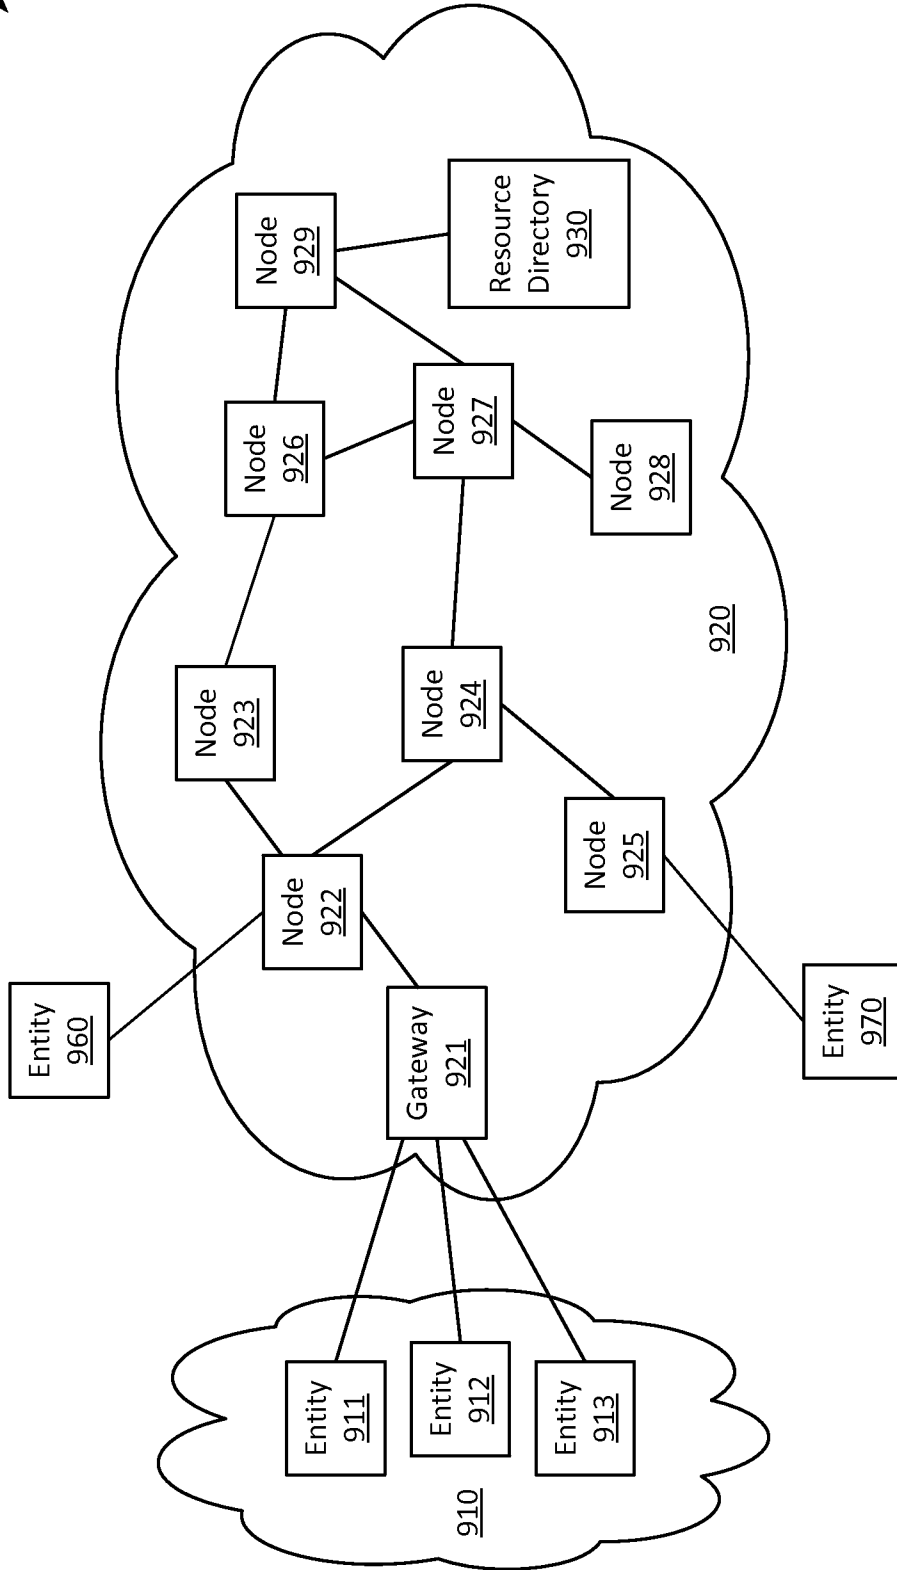 Entity
960
Node
929
Node
926
Node
923
Node
922
Resource
Directory
930
Node
927
Node
924
Gateway
921
Entity
911
Entity
912
Entity
913
910
Node
928
Node
925
920
Entity
970